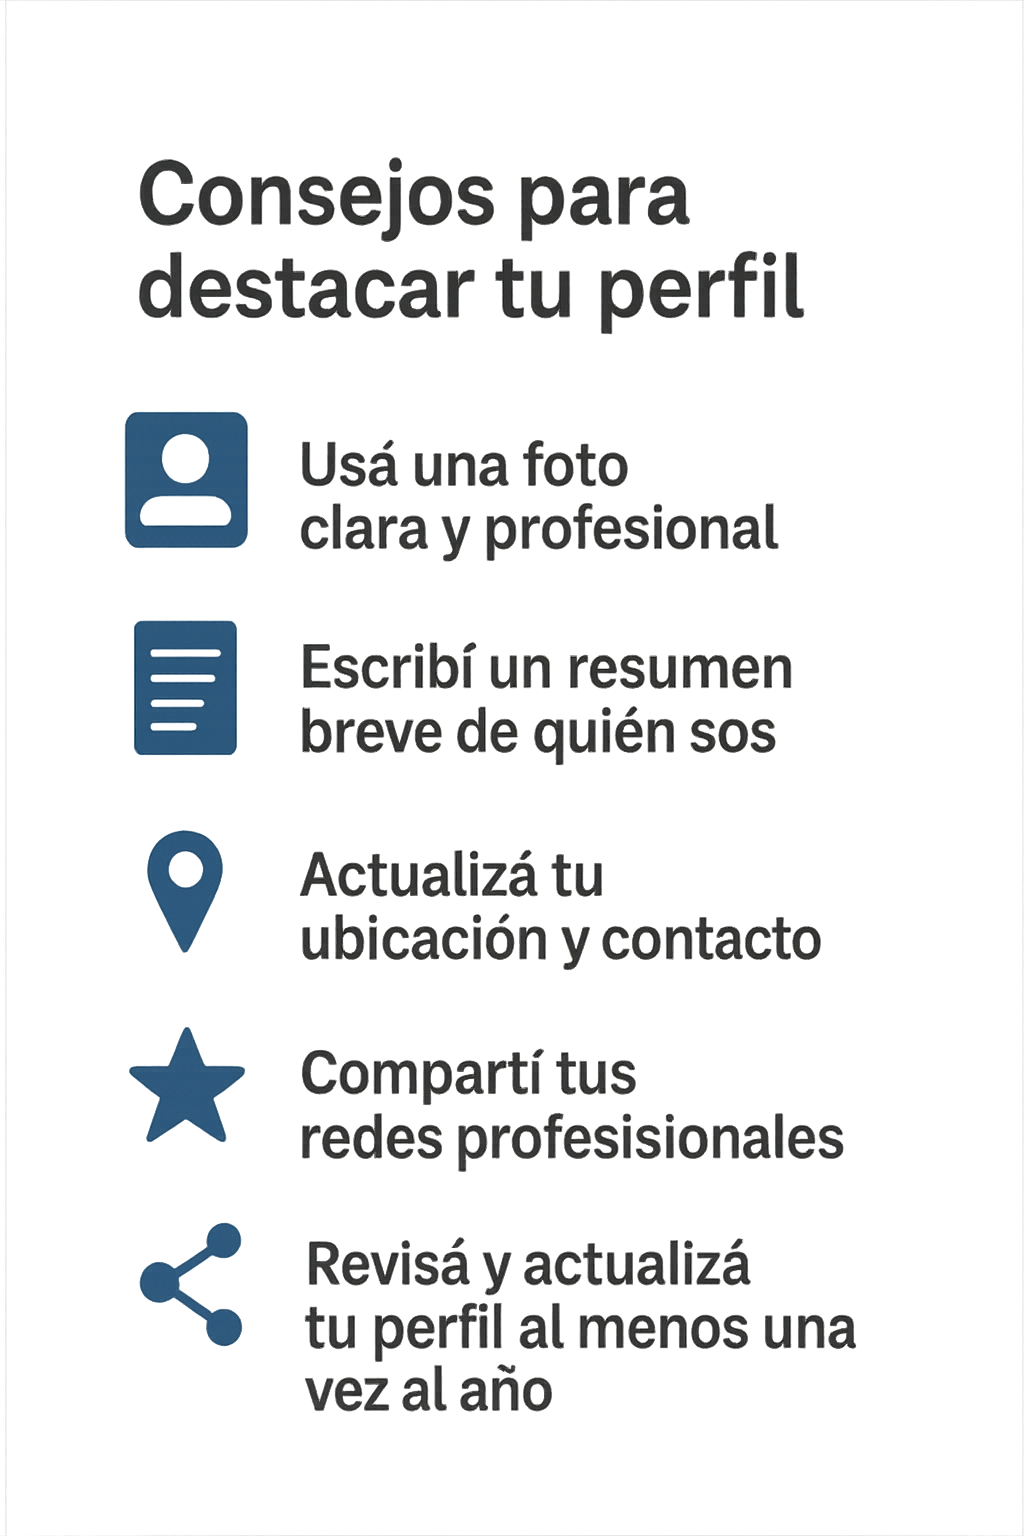 Consejos para
destacar tu perfil
Usá una foto
clara y profesional
Escribí un resumen
breve de quién sos
Actualizá tu
ubicación y contacto
Compartí tus
redes profesisionales
Revisá y actualizá
tu perfil al menos una
vez al año